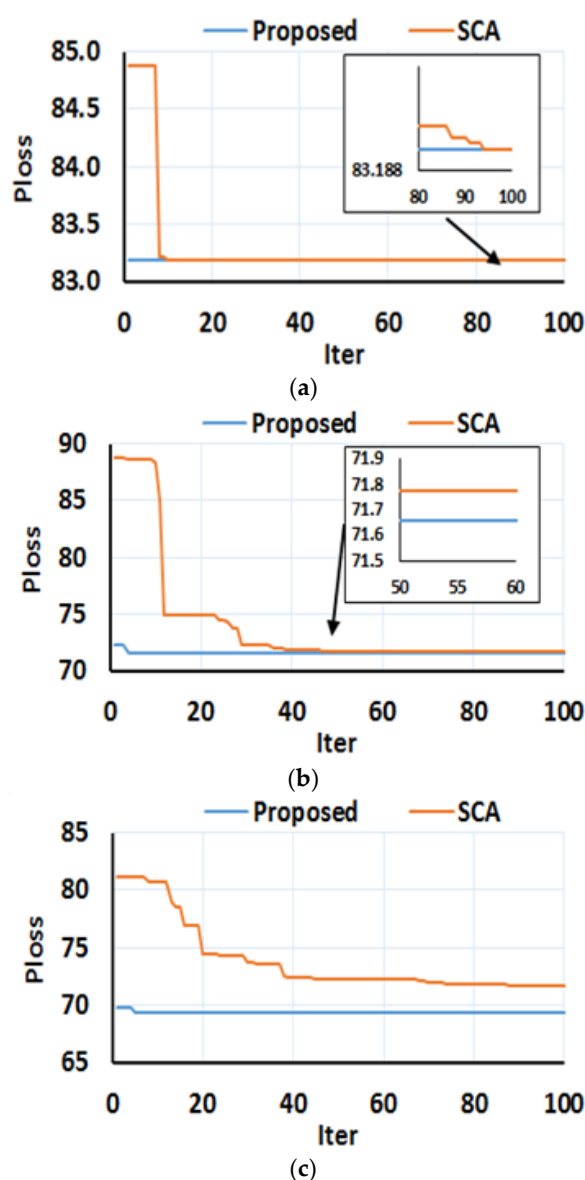 Proposed SCA
85.0
84.5
84.0
83.5
83.0
Ploss
83.188
80 90 100
0 20 40 60 80 100
Iter
(a)
Proposed SCA
90
85
75
70
Ploss
71.9
71.8
71.7
71.6
71.5
50 55 60
0 20 40 60 80 100
Iter
(b)
Proposed SCA
85
80
75
70
65
Ploss
0 20 40 60 80 100
Iter
(c)